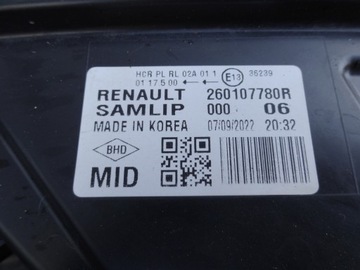 HCR PL RL 02A 01 1 E13 36239
01 17 5 00
RENAULT 260107780R
SAMLIP 000 06
MADE IN KOREA 07/09/2022 20:32
BHD
MID